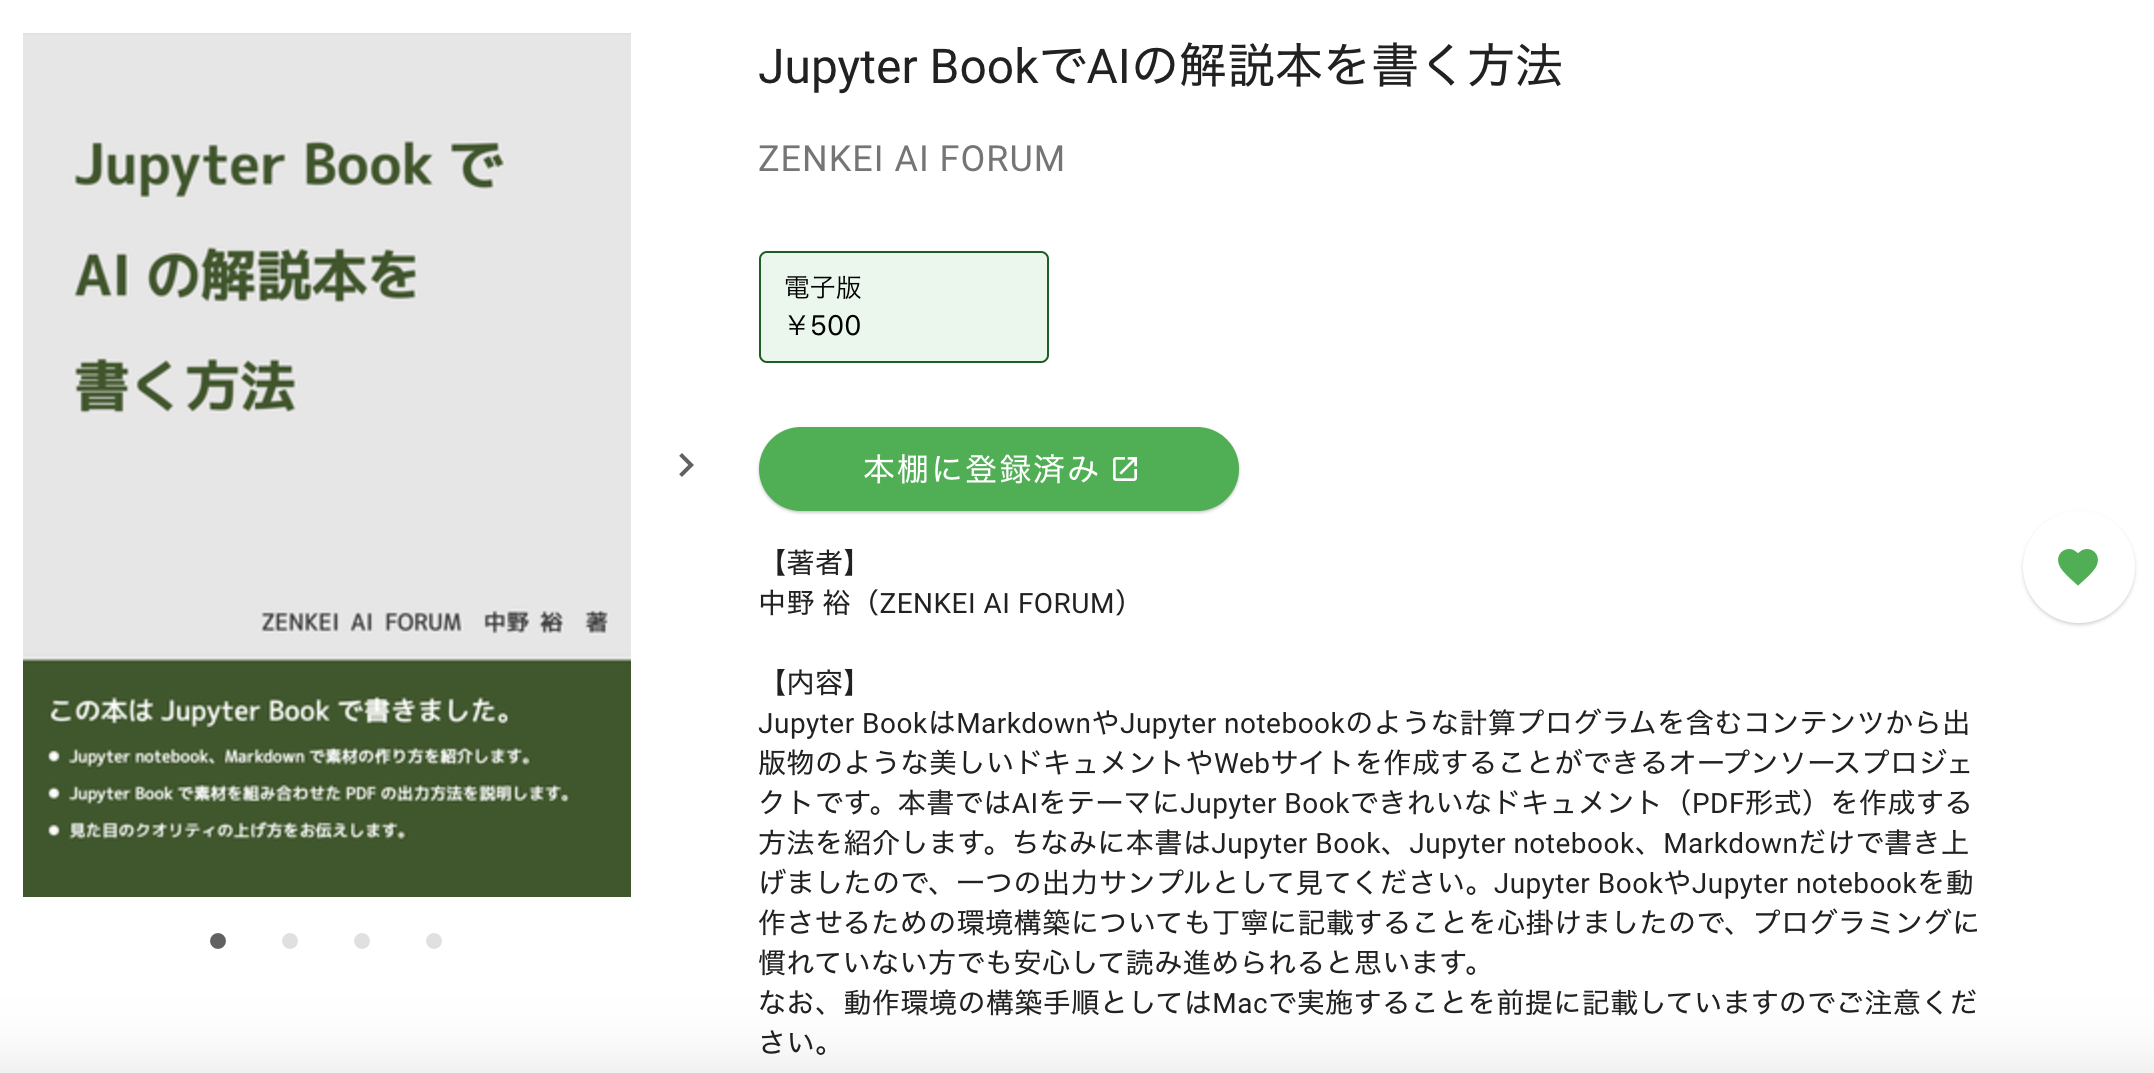 Jupyter Book で
AI の解説本を
書く方法
ZENKEI AI FORUM 中野 裕 著
この本は Jupyter Book で書きました。
● Jupyter notebook、Markdown で素材の作り方を紹介します。
● Jupyter Book で素材を組み合わせた PDF の出力方法を説明します。
● 見た目のクオリティの上げ方をお伝えします。
Jupyter BookでAIの解説本を書く方法
ZENKEI AI FORUM
電子版
￥500
本棚に登録済み
【著者】
中野 裕（ZENKEI AI FORUM）
【内容】
Jupyter BookはMarkdownやJupyter notebookのような計算プログラムを含むコンテンツから出
版物のような美しいドキュメントやWebサイトを作成することができるオープンソースプロジェ
クトです。本書ではAIをテーマにJupyter Bookできれいなドキュメント（PDF形式）を作成する
方法を紹介します。ちなみに本書はJupyter Book、Jupyter notebook、Markdownだけで書き上
げましたので、一つの出力サンプルとして見てください。Jupyter BookやJupyter notebookを動
作させるための環境構築についても丁寧に記載することを心掛けましたので、プログラミングに
慣れていない方でも安心して読み進められると思います。
なお、動作環境の構築手順としてはMacで実施することを前提に記載していますのでご注意くだ
さい。